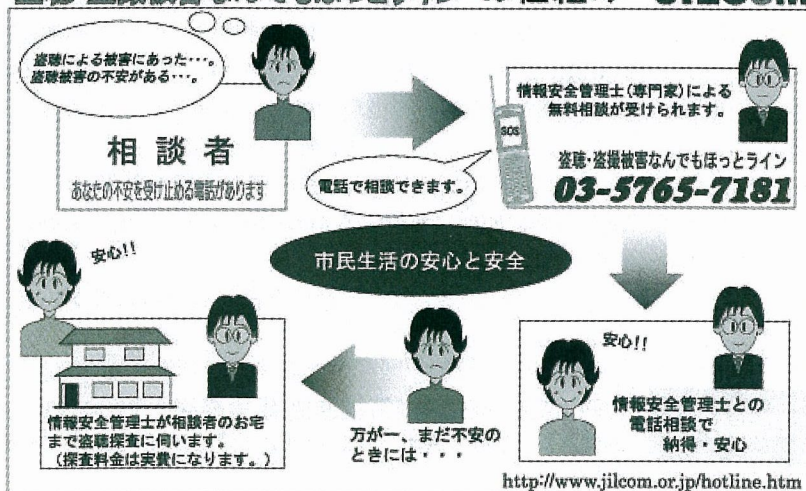 盗聴による被害にあった・・・。
盗聴被害の不安がある・・・。
相談者
あなたの不安を受け止める電話があります
電話で相談できます。
SOS
情報安全管理士（専門家）による
無料相談が受けられます。
盗聴・盗撮被害なんでもほっとライン
03-5765-7181
市民生活の安心と安全
安心!!
情報安全管理士との
電話相談で
納得・安心
万が一、まだ不安の
ときには・・・
安心!!
情報安全管理士が相談者のお宅
まで盗聴探査に伺います。
（探査料金は実費になります。）
http://www.jilcom.or.jp/hotline.htm